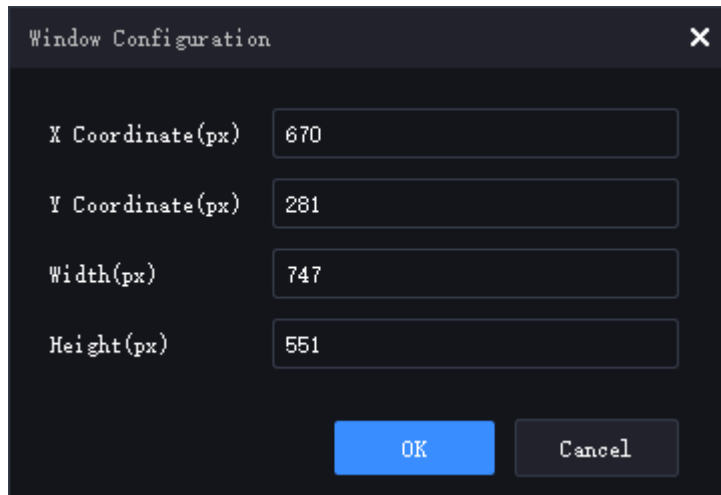 Window Configuration
X Coordinate(px) 670
Y Coordinate(px) 281
Width(px) 747
Height(px) 551
OK Cancel